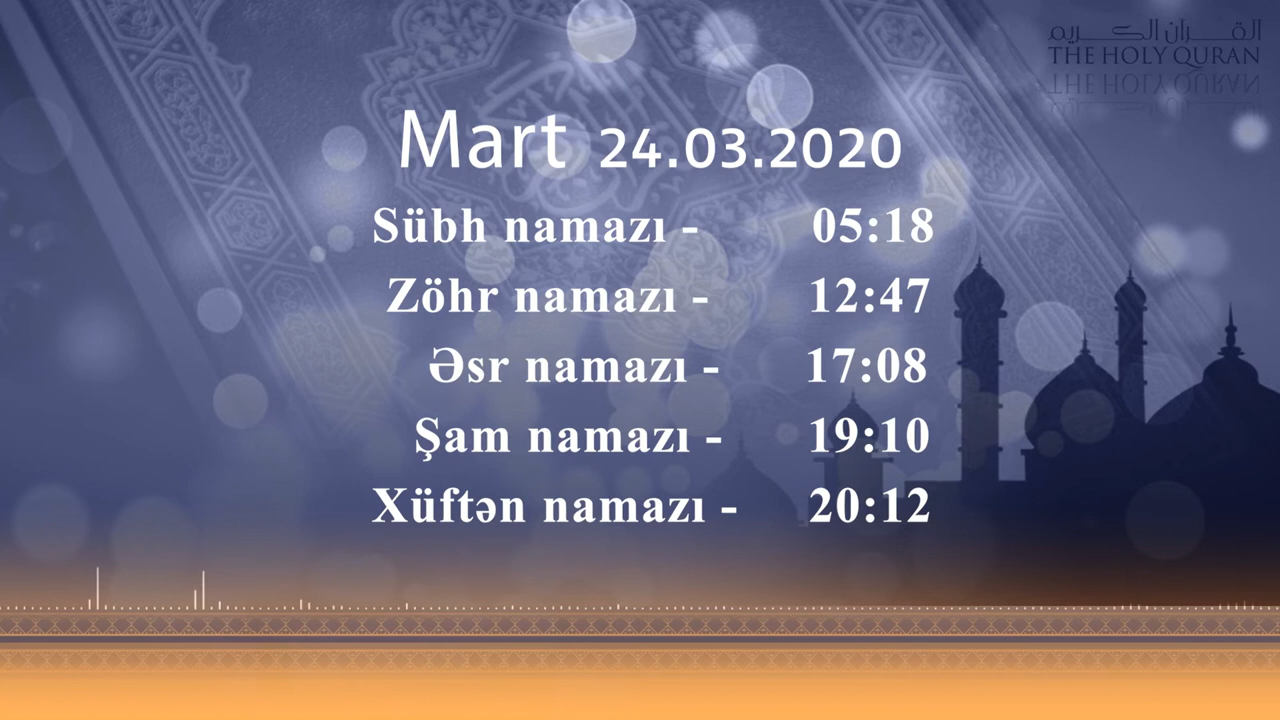 القرآن الكريم
THE HOLY QURAN
Mart 24.03.2020
Sübh namazı - 05:18
Zöhr namazı - 12:47
Əsr namazı - 17:08
Şam namazı - 19:10
Xüftən namazı - 20:12